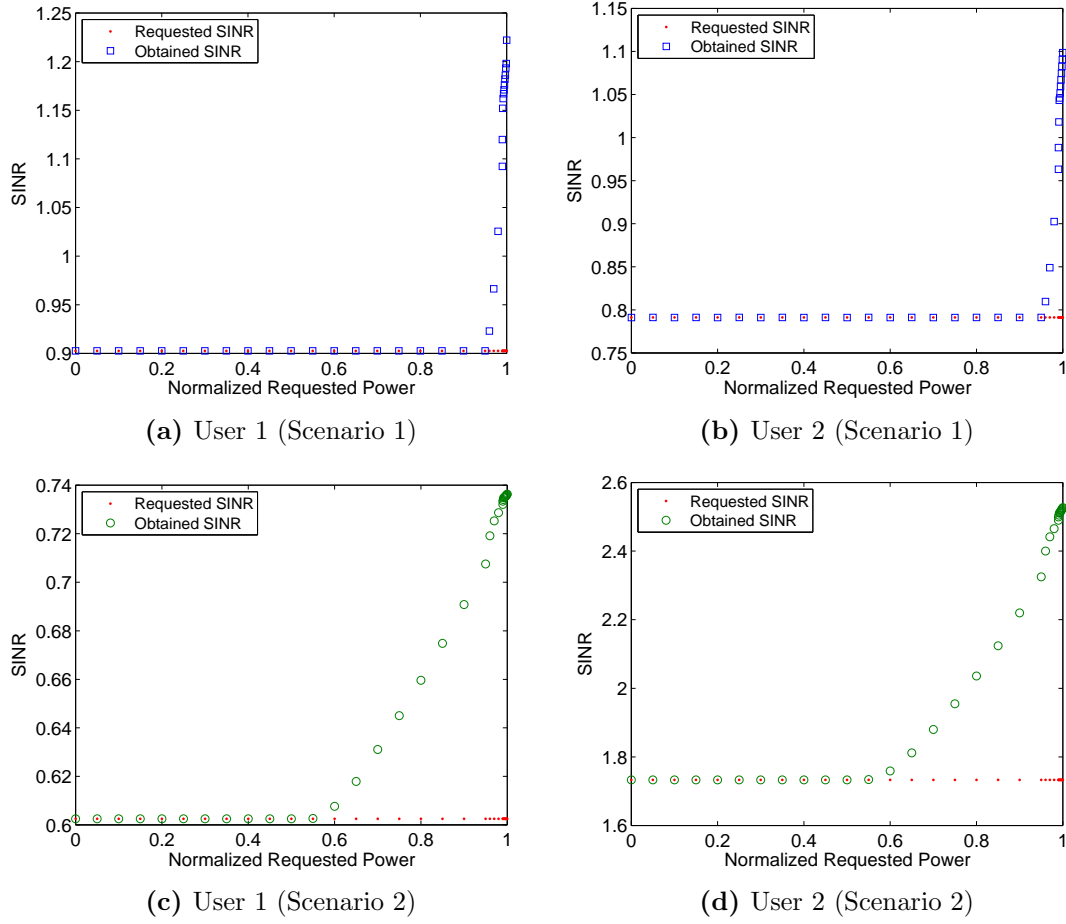 1.25
1.2
1.15
1.1
1.05
1
0.95
0.9
SINR
Requested SINR
Obtained SINR
0 0.2 0.4 0.6 0.8 1
Normalized Requested Power
(a) User 1 (Scenario 1)
1.15
1.1
1.05
1
0.95
0.9
0.85
0.8
0.75
SINR
Requested SINR
Obtained SINR
0 0.2 0.4 0.6 0.8 1
Normalized Requested Power
(b) User 2 (Scenario 1)
0.74
0.72
0.7
0.68
0.66
0.64
0.62
0.6
SINR
Requested SINR
Obtained SINR
0 0.2 0.4 0.6 0.8 1
Normalized Requested Power
(c) User 1 (Scenario 2)
2.6
2.4
2.2
2
1.8
1.6
SINR
Requested SINR
Obtained SINR
0 0.2 0.4 0.6 0.8 1
Normalized Requested Power
(d) User 2 (Scenario 2)